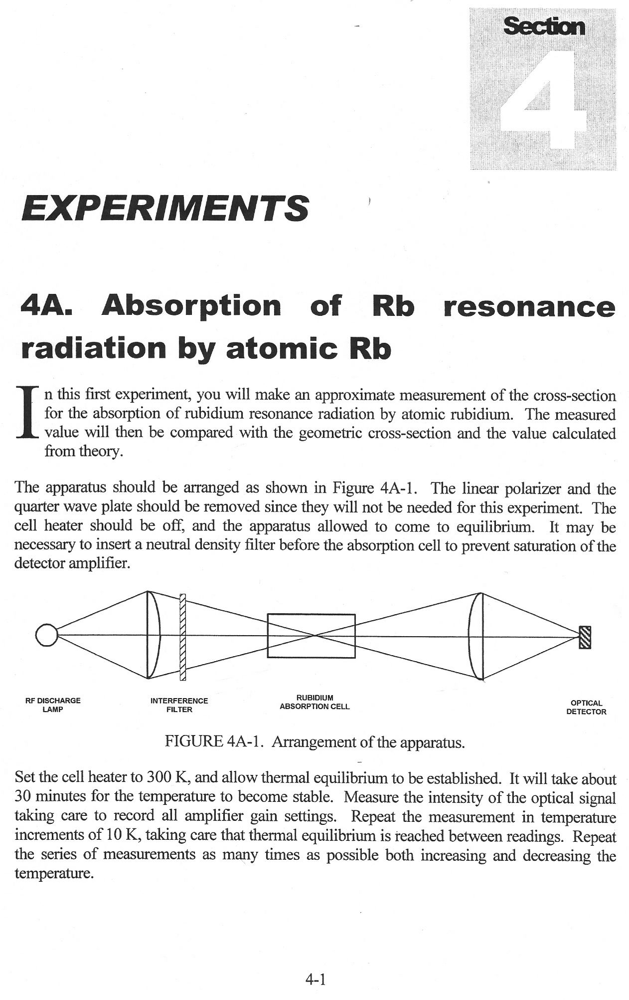 Section
4
EXPERIMENTS
4A. Absorption of Rb resonance
radiation by atomic Rb
In this first experiment, you will make an approximate measurement of the cross-section
for the absorption of rubidium resonance radiation by atomic rubidium. The measured
value will then be compared with the geometric cross-section and the value calculated
from theory.
The apparatus should be arranged as shown in Figure 4A-1. The linear polarizer and the
quarter wave plate should be removed since they will not be needed for this experiment. The
cell heater should be off, and the apparatus allowed to come to equilibrium. It may be
necessary to insert a neutral density filter before the absorption cell to prevent saturation of the
detector amplifier.
RF DISCHARGE
LAMP
INTERFERENCE
FILTER
RUBIDIUM
ABSORPTION CELL
OPTICAL
DETECTOR
FIGURE 4A-1. Arrangement of the apparatus.
Set the cell heater to 300 K, and allow thermal equilibrium to be established. It will take about
30 minutes for the temperature to become stable. Measure the intensity of the optical signal
taking care to record all amplifier gain settings. Repeat the measurement in temperature
increments of 10 K, taking care that thermal equilibrium is reached between readings. Repeat
the series of measurements as many times as possible both increasing and decreasing the
temperature.
4-1